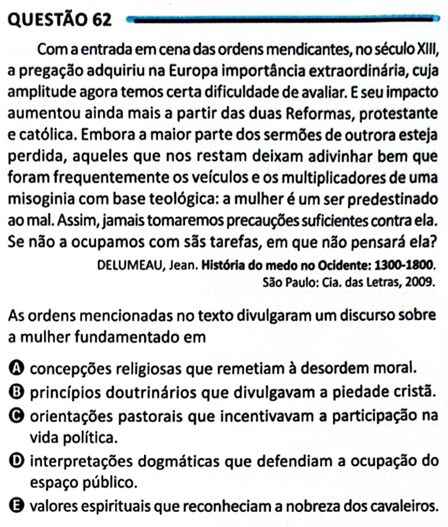 QUESTÃO 62
Com a entrada em cena das ordens mendicantes, no século XIII,
a pregação adquiriu na Europa importância extraordinária, cuja
amplitude agora temos certa dificuldade de avaliar. E seu impacto
aumentou ainda mais a partir das duas Reformas, protestante
e católica. Embora a maior parte dos sermões de outrora esteja
perdida, aqueles que nos restam deixam adivinhar bem que
foram frequentemente os veículos e os multiplicadores de uma
misoginia com base teológica: a mulher é um ser predestinado
ao mal. Assim, jamais tomaremos precauções suficientes contra ela.
Se não a ocupamos com sãs tarefas, em que não pensará ela?
DELUMEAU, Jean. História do medo no Ocidente: 1300-1800.
São Paulo: Cia. das Letras, 2009.
As ordens mencionadas no texto divulgaram um discurso sobre
a mulher fundamentado em
A concepções religiosas que remetiam à desordem moral.
B princípios doutrinários que divulgavam a piedade cristã.
C orientações pastorais que incentivavam a participação na
vida política.
D interpretações dogmáticas que defendiam a ocupação do
espaço público.
E valores espirituais que reconheciam a nobreza dos cavaleiros.